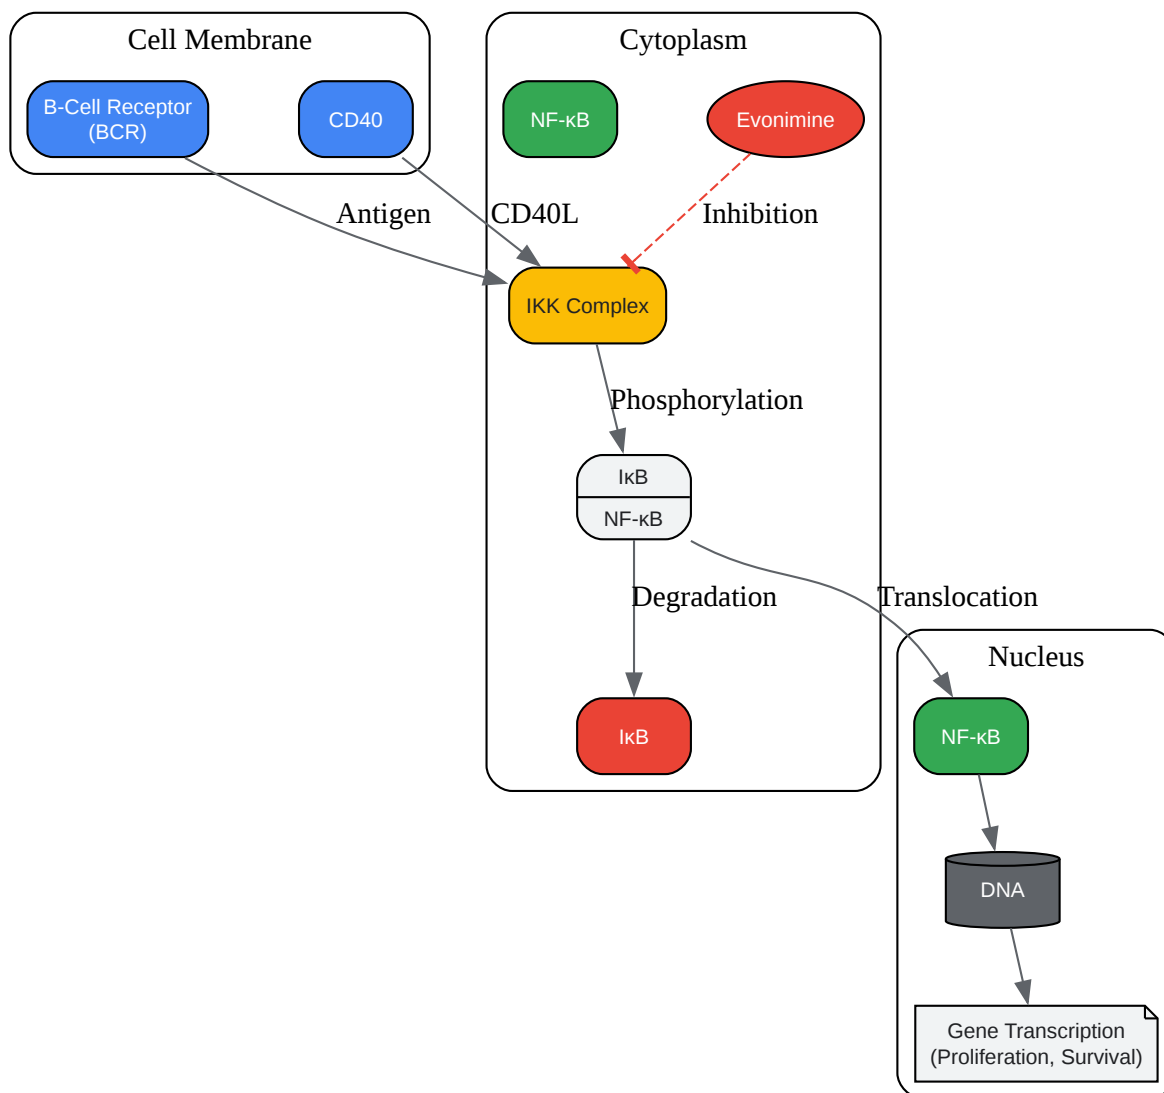 Cell Membrane
Cytoplasm
B-Cell Receptor
(BCR)
CD40
NF-κB
Evonimine
Antigen
CD40L
Inhibition
IKK Complex
Phosphorylation
IκB
NF-κB
Degradation
Translocation
Nucleus
IκB
NF-κB
DNA
Gene Transcription
(Proliferation, Survival)